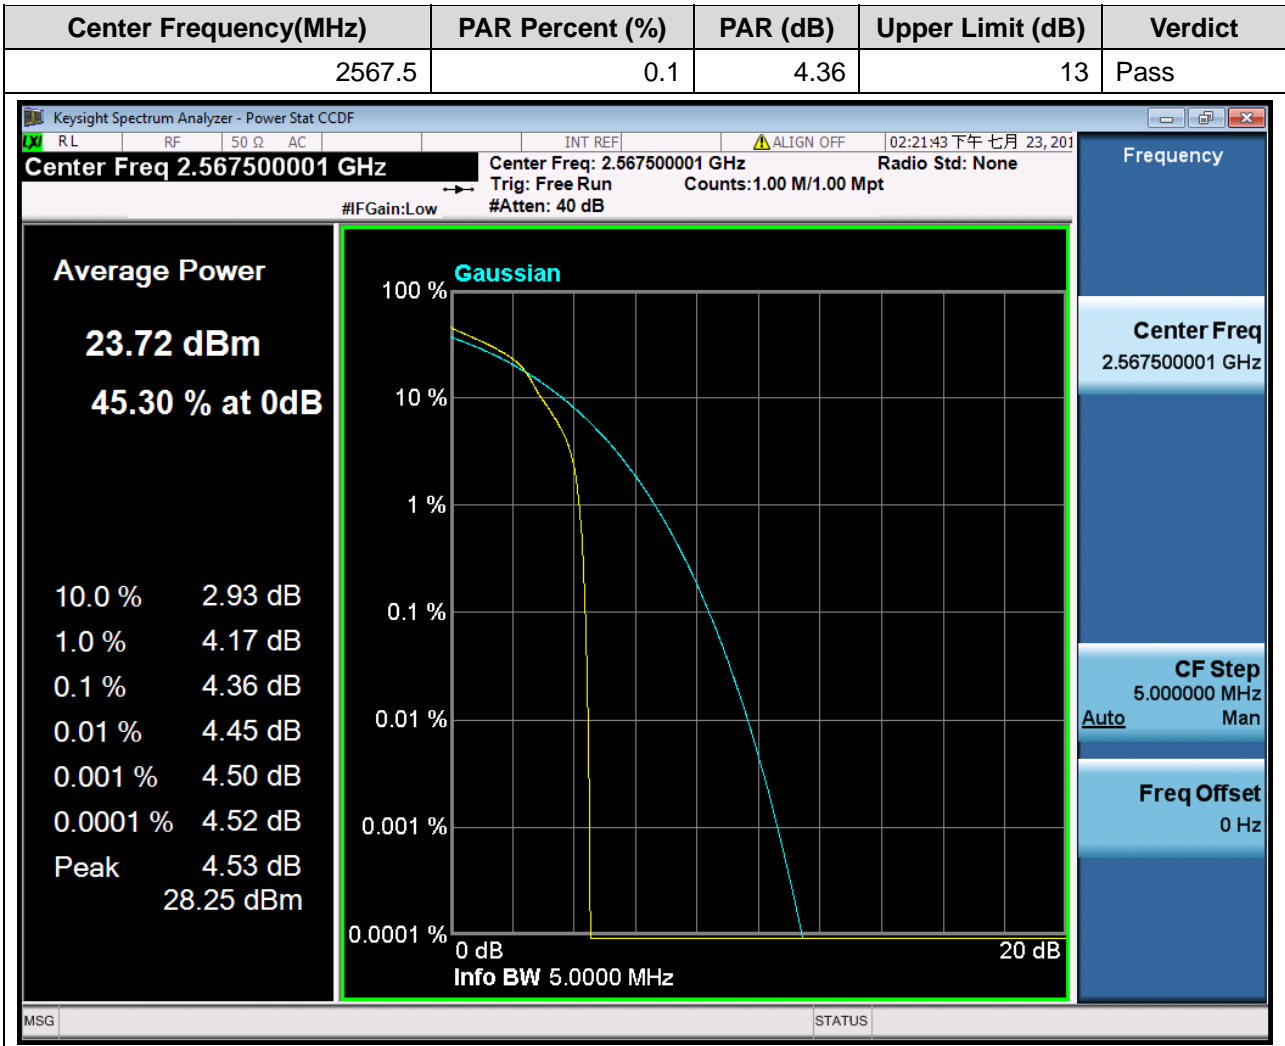 Center Frequency(MHz) PAR Percent (%) PAR (dB) Upper Limit (dB) Verdict
2567.5 0.1 4.36 13 Pass
Keysight Spectrum Analyzer - Power Stat CCDF
LXI RL RF 50 Ω AC INT REF ALIGN OFF 02:21:43 下午 七月 23, 201
Center Freq 2.567500001 GHz
Center Freq: 2.567500001 GHz Radio Std: None
Trig: Free Run Counts:1.00 M/1.00 Mpt
#IFGain:Low #Atten: 40 dB
Average Power
23.72 dBm
45.30 % at 0dB
10.0 % 2.93 dB
1.0 % 4.17 dB
0.1 % 4.36 dB
0.01 % 4.45 dB
0.001 % 4.50 dB
0.0001 % 4.52 dB
Peak 4.53 dB
28.25 dBm
Gaussian
100 %
10 %
1 %
0.1 %
0.01 %
0.001 %
0.0001 %
0 dB 20 dB
Info BW 5.0000 MHz
Frequency
Center Freq
2.567500001 GHz
CF Step
5.000000 MHz
Auto Man
Freq Offset
0 Hz
MSG STATUS